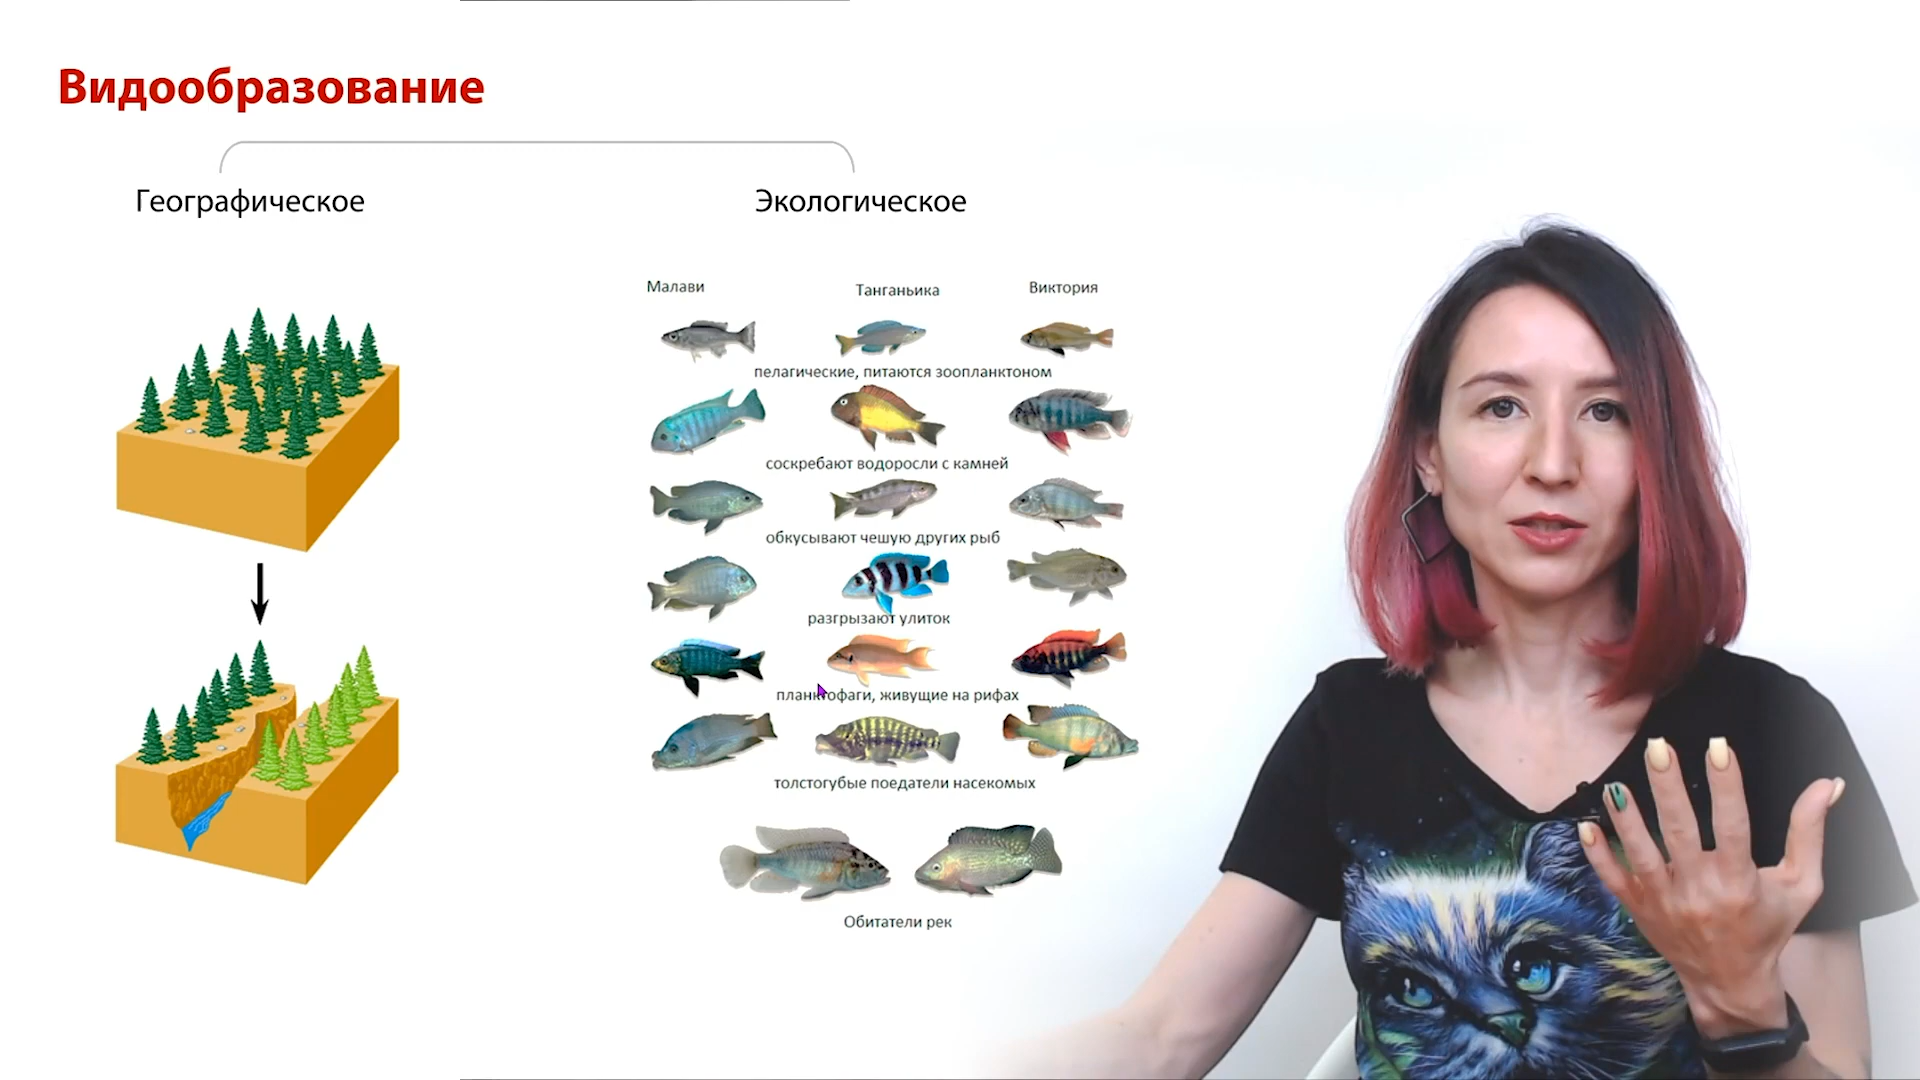 Видообразование
Географическое
Экологическое
Малави
Танганьика
Виктория
пелагические, питаются зоопланктоном
соскребают водоросли с камней
обкусывают чешую других рыб
разгрызают улиток
планктофаги, живущие на рифах
толстогубые поедатели насекомых
Обитатели рек